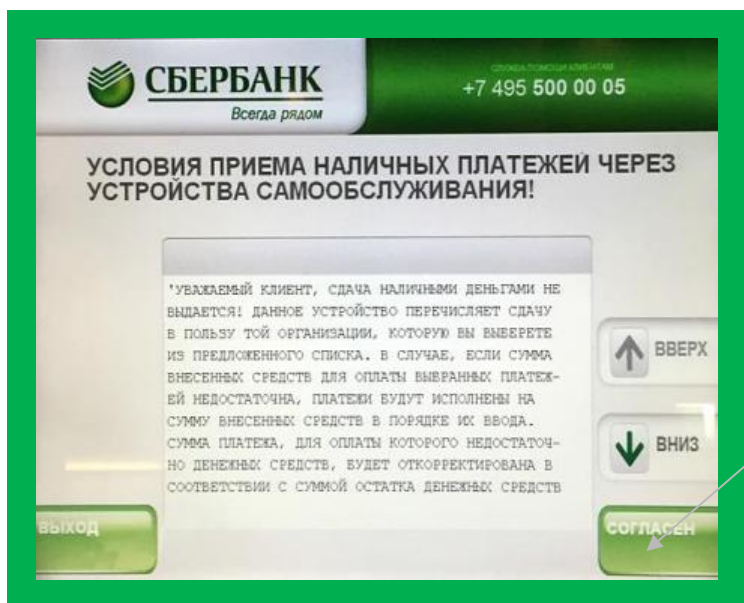 СБЕРБАНК
Всегда рядом
СЛУЖБА ПОМОЩИ КЛИЕНТАМ
+7 495 500 00 05
УСЛОВИЯ ПРИЕМА НАЛИЧНЫХ ПЛАТЕЖЕЙ ЧЕРЕЗ
УСТРОЙСТВА САМООБСЛУЖИВАНИЯ!
'УВАЖАЕМЫЙ КЛИЕНТ, СДАЧА НАЛИЧНЫМИ ДЕНЬГАМИ НЕ
ВЫДАЕТСЯ! ДАННОЕ УСТРОЙСТВО ПЕРЕЧИСЛЯЕТ СДАЧУ
В ПОЛЬЗУ ТОЙ ОРГАНИЗАЦИИ, КОТОРУЮ ВЫ ВЫБЕРЕТЕ
ИЗ ПРЕДЛОЖЕННОГО СПИСКА. В СЛУЧАЕ, ЕСЛИ СУММА
ВНЕСЕННЫХ СРЕДСТВ ДЛЯ ОПЛАТЫ ВЫБРАННЫХ ПЛАТЕЖ-
ЕЙ НЕДОСТАТОЧНА, ПЛАТЕЖИ БУДУТ ИСПОЛНЕНЫ НА
СУММУ ВНЕСЕННЫХ СРЕДСТВ В ПОРЯДКЕ ИХ ВВОДА.
СУММА ПЛАТЕЖА, ДЛЯ ОПЛАТЫ КОТОРОГО НЕДОСТАТОЧ-
НО ДЕНЕЖНЫХ СРЕДСТВ, БУДЕТ ОТКОРРЕКТИРОВАНА В
СООТВЕТСТВИИ С СУММОЙ ОСТАТКА ДЕНЕЖНЫХ СРЕДСТВ
ВВЕРХ
ВНИЗ
ВЫХОД
СОГЛАСЕН